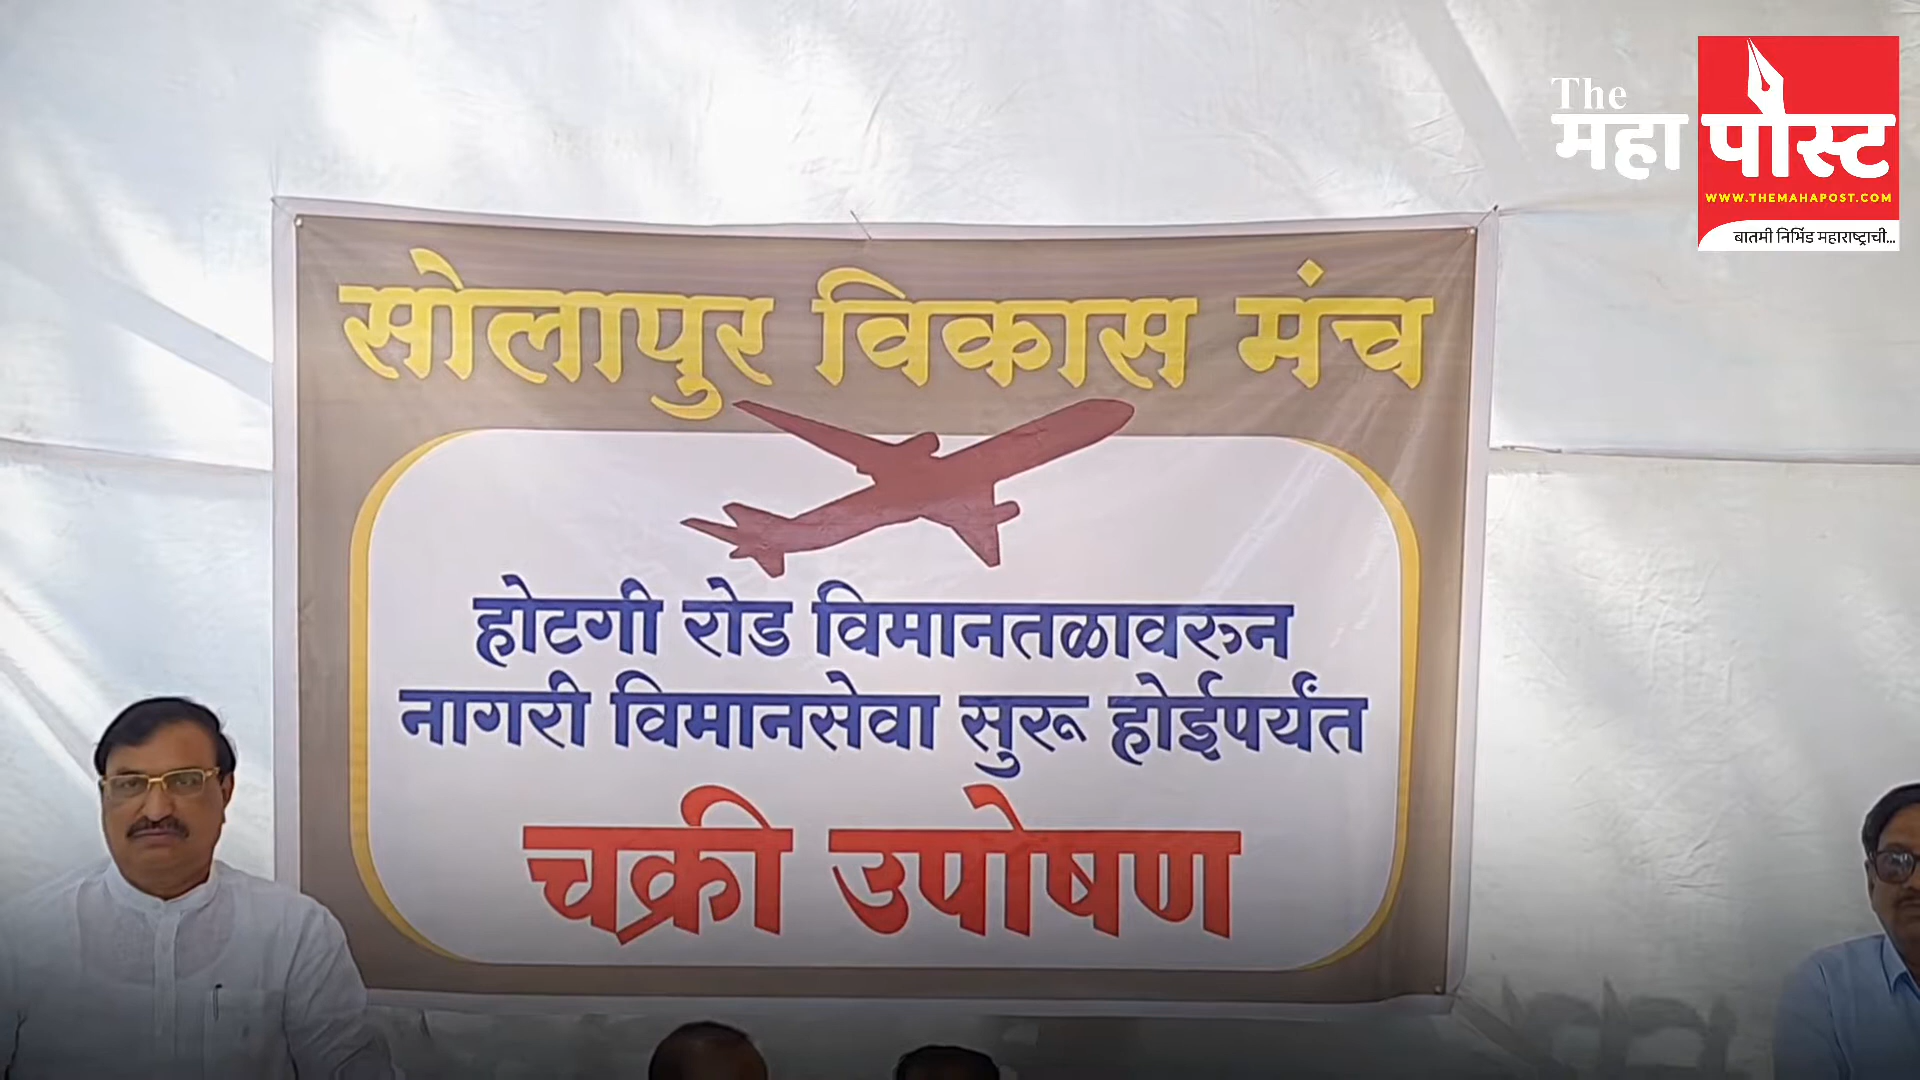 The
महा पोस्ट
WWW.THEMAHAPOST.COM
बातमी निर्भिड महाराष्ट्राची...
सोलापुर विकास मंच
होटगी रोड विमानतळावरुन
नागरी विमानसेवा सुरू होईपर्यंत
चक्री उपोषण